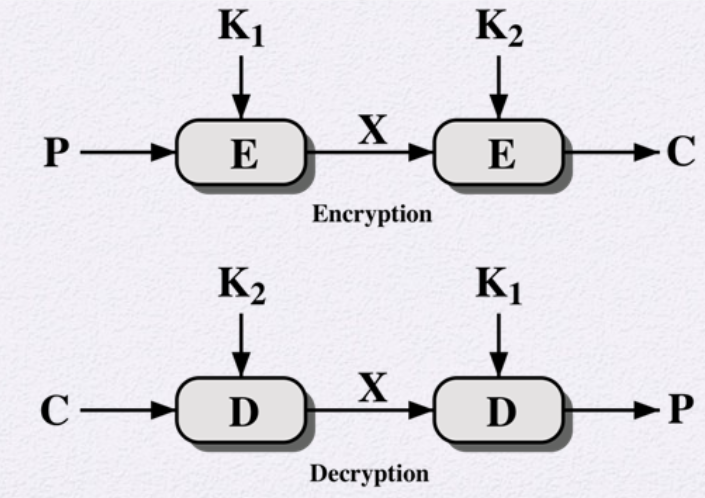 K₁ K₂
P E X E C
Encryption
K₂ K₁
C D X D P
Decryption